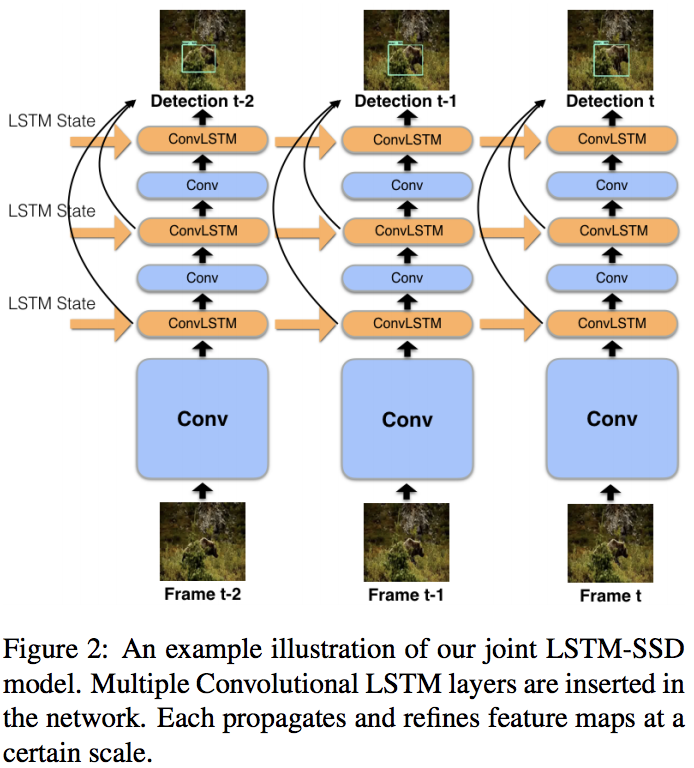 Detection t-2 Detection t-1 Detection t
LSTM State
ConvLSTM ConvLSTM ConvLSTM
Conv Conv Conv
LSTM State
ConvLSTM ConvLSTM ConvLSTM
Conv Conv Conv
LSTM State
ConvLSTM ConvLSTM ConvLSTM
Conv Conv Conv
Frame t-2 Frame t-1 Frame t
Figure 2: An example illustration of our joint LSTM-SSD
model. Multiple Convolutional LSTM layers are inserted in
the network. Each propagates and refines feature maps at a
certain scale.